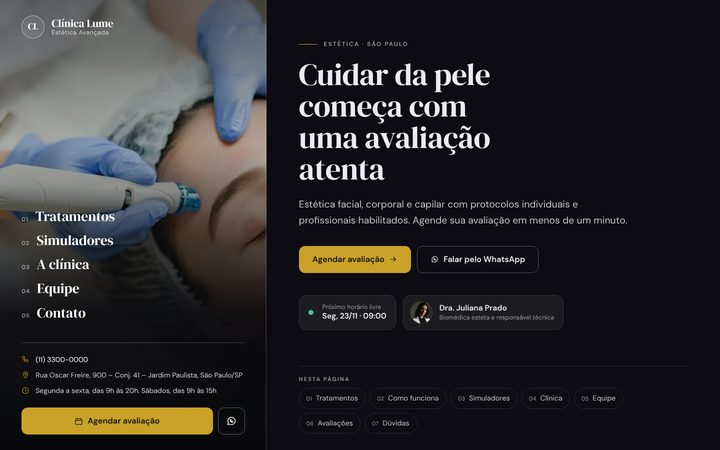 CL
Clínica Lume
Estética Avançada
01 Tratamentos
02 Simuladores
03 A clínica
04 Equipe
05 Contato
(11) 3300-0000
Rua Oscar Freire, 900 – Conj. 41 – Jardim Paulista, São Paulo/SP
Segunda a sexta, das 9h às 20h. Sábados, das 9h às 15h
Agendar avaliação
ESTÉTICA · SÃO PAULO
Cuidar da pele
começa com
uma avaliação
atenta
Estética facial, corporal e capilar com protocolos individuais e
profissionais habilitados. Agende sua avaliação em menos de um minuto.
Agendar avaliação →
Falar pelo WhatsApp
Próximo horário livre
Seg, 23/11 · 09:00
Dra. Juliana Prado
Biomédica esteta e responsável técnica
NESTA PÁGINA
01 Tratamentos 02 Como funciona 03 Simuladores 04 Clínica 05 Equipe
06 Avaliações 07 Dúvidas